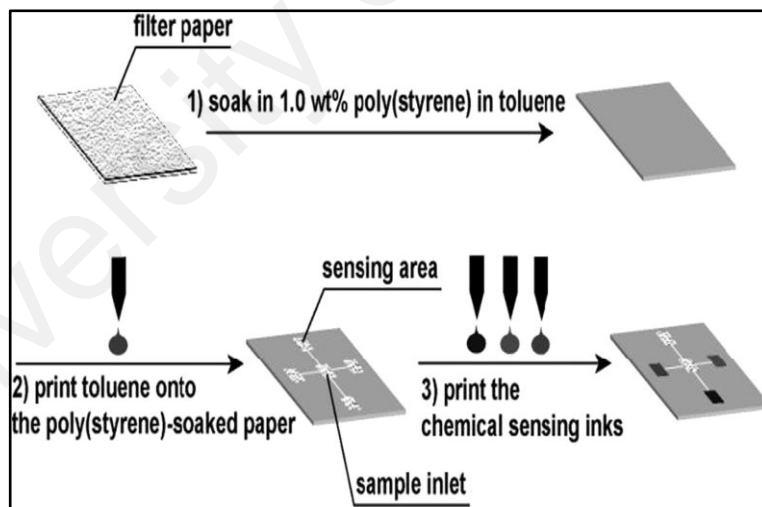 filter paper
1) soak in 1.0 wt% poly(styrene) in toluene
sensing area
2) print toluene onto
the poly(styrene)-soaked paper
3) print the
chemical sensing inks
sample inlet